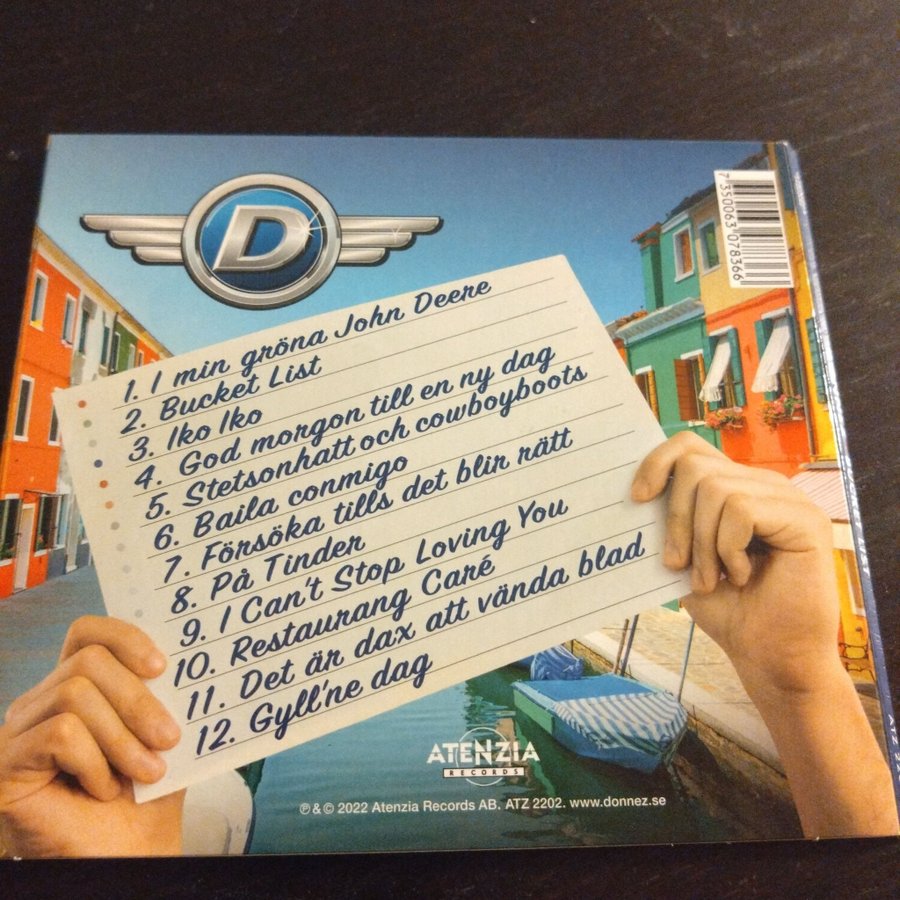 D
7 350063 078366
1. I min gröna John Deere
2. Bucket List
3. Iko Iko
4. God morgon till en ny dag
5. Stetsonhatt och cowboyboots
6. Baila conmigo
7. Försöka tills det blir rätt
8. På Tinder
9. I Can't Stop Loving You
10. Restaurang Caré
11. Det är dax att vända blad
12. Gyll'ne dag
ATENZIA
RECORDS
℗ & © 2022 Atenzia Records AB. ATZ 2202. www.donnez.se